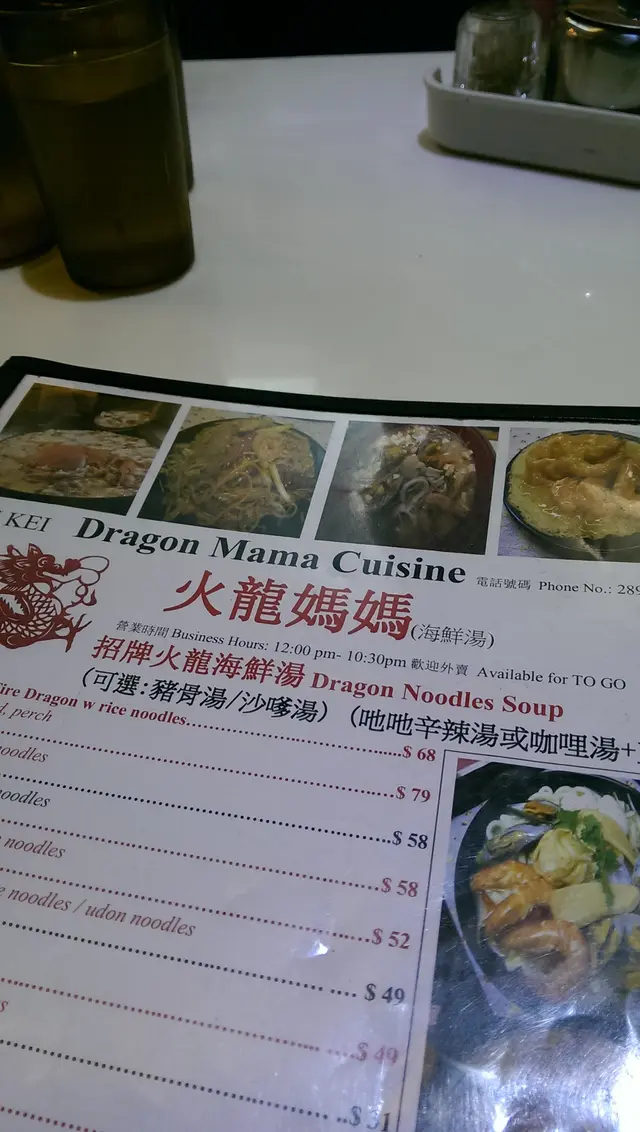 KEI Dragon Mama Cuisine 電話號碼 Phone No.: 289
火龍媽媽(海鮮湯)
營業時間 Business Hours: 12:00 pm- 10:30pm 歡迎外賣 Available for TO GO
招牌火龍海鮮湯 Dragon Noodles Soup
(可選:豬骨湯/沙嗲湯) (吔吔辛辣湯或咖哩湯+
Fire Dragon w rice noodles $ 68
perch
noodles $ 79
noodles $ 58
noodles $ 58
noodles / udon noodles $ 52
$ 49
$ 49